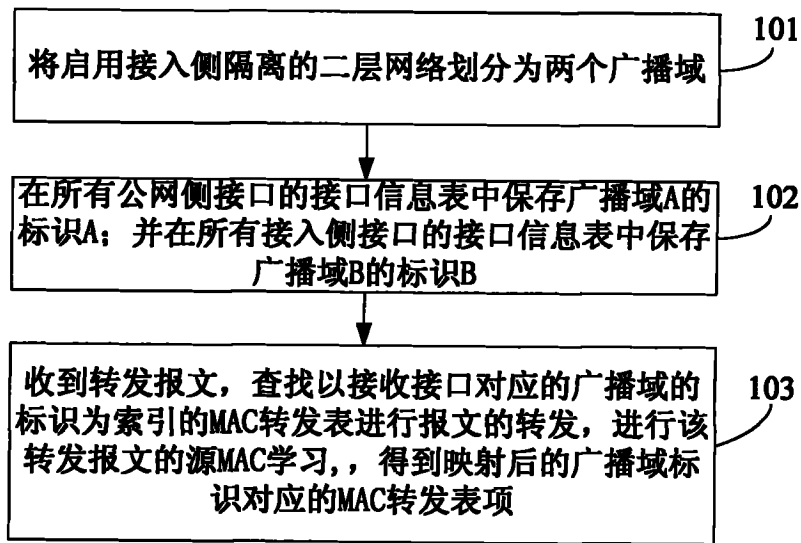 101
将启用接入侧隔离的二层网络划分为两个广播域
在所有公网侧接口的接口信息表中保存广播域A的
标识A；并在所有接入侧接口的接口信息表中保存
广播域B的标识B
102
收到转发报文，查找以接收接口对应的广播域的
标识为索引的MAC转发表进行报文的转发，进行该
转发报文的源MAC学习,，得到映射后的广播域标
识对应的MAC转发表项
103